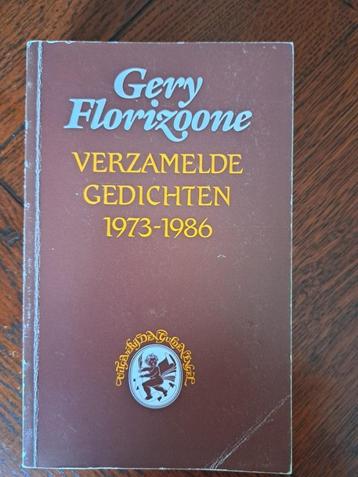 Gery
Florizoone
VERZAMELDE
GEDICHTEN
1973-1986